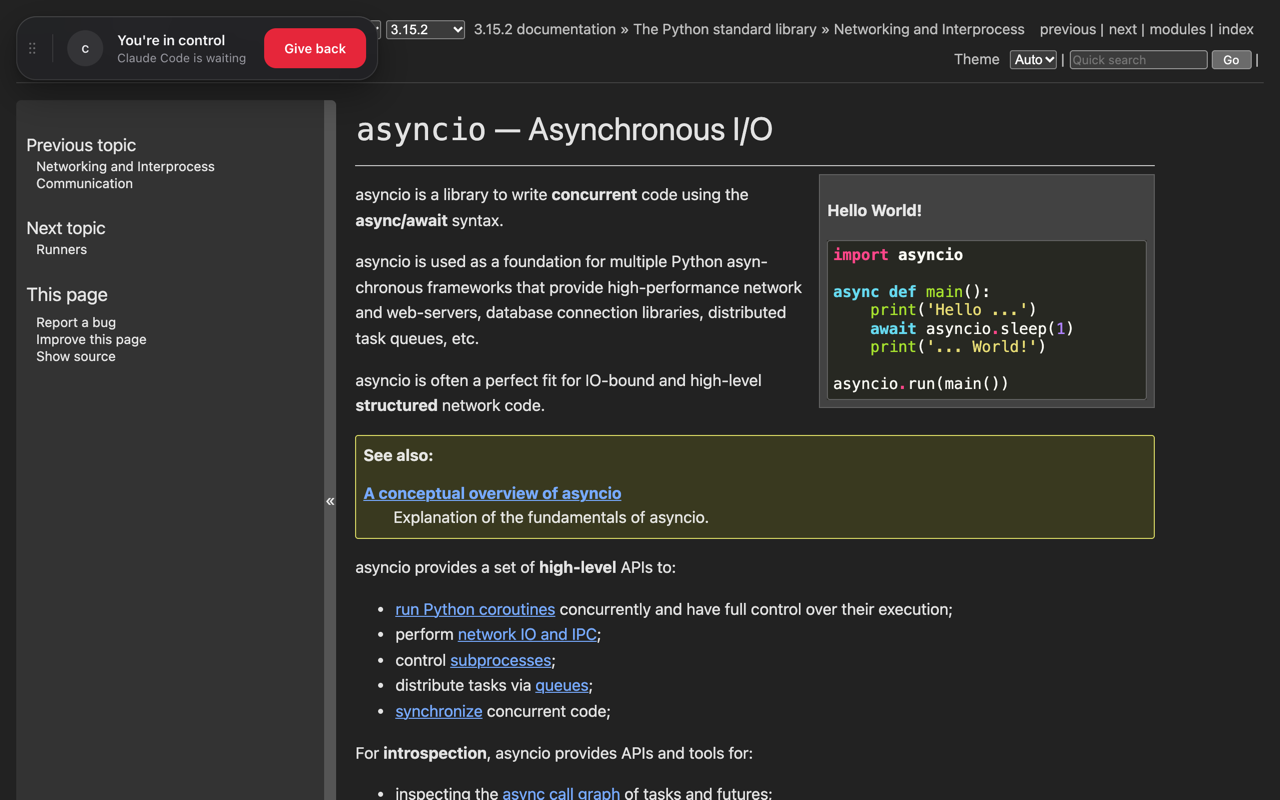 C
You're in control
Claude Code is waiting
Give back
3.15.2
3.15.2 documentation » The Python standard library » Networking and Interprocess
previous | next | modules | index
Theme Auto | Quick search Go |
Previous topic
Networking and Interprocess
Communication
Next topic
Runners
This page
Report a bug
Improve this page
Show source
«
asyncio — Asynchronous I/O
asyncio is a library to write concurrent code using the
async/await syntax.
asyncio is used as a foundation for multiple Python asyn-
chronous frameworks that provide high-performance network
and web-servers, database connection libraries, distributed
task queues, etc.
asyncio is often a perfect fit for IO-bound and high-level
structured network code.
Hello World!
import asyncio
async def main():
    print('Hello ...')
    await asyncio.sleep(1)
    print('... World!')
asyncio.run(main())
See also:
A conceptual overview of asyncio
Explanation of the fundamentals of asyncio.
asyncio provides a set of high-level APIs to:
• run Python coroutines concurrently and have full control over their execution;
• perform network IO and IPC;
• control subprocesses;
• distribute tasks via queues;
• synchronize concurrent code;
For introspection, asyncio provides APIs and tools for:
• inspecting the async call graph of tasks and futures;